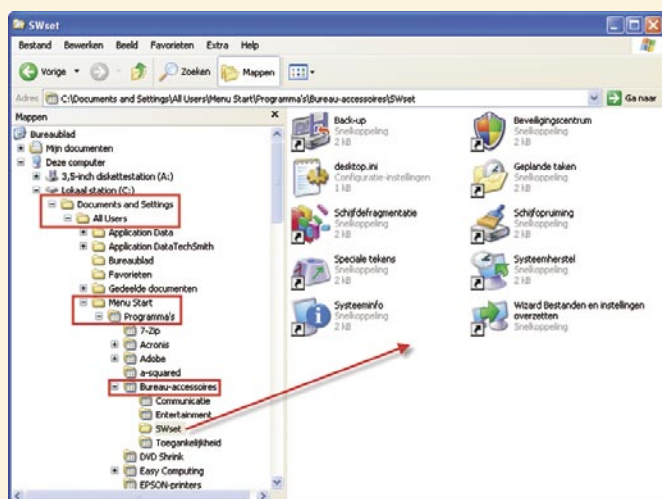 SWset
Bestand Bewerken Beeld Favorieten Extra Help
Vorige Zoeken Mappen
Adres C:\Documents and Settings\All Users\Menu Start\Programma's\Bureau-accessoires\SWset Ga naar
Mappen x
Bureaublad
Mijn documenten
Deze computer
3,5-inch diskettestation (A:)
Lokaal station (C:)
Documents and Settings
All Users
Application Data
Application DataTechSmith
Bureaublad
Favorieten
Gedeelde documenten
Menu Start
Programma's
7-Zip
Acronis
Adobe
a-squared
Bureau-accessoires
Communicatie
Entertainment
SWset
Toegankelijkheid
DVD Shrink
Easy Computing
EPSON-printers
Back-up
Snelkoppeling
2 kB
Beveiligingscentrum
Snelkoppeling
2 kB
desktop.ini
Configuratie-instellingen
1 kB
Geplande taken
Snelkoppeling
2 kB
Schijfdefragmentatie
Snelkoppeling
2 kB
Schijfopruiming
Snelkoppeling
2 kB
Speciale tekens
Snelkoppeling
2 kB
Systeemherstel
Snelkoppeling
2 kB
Systeeminfo
Snelkoppeling
2 kB
Wizard Bestanden en instellingen
overzetten
Snelkoppeling